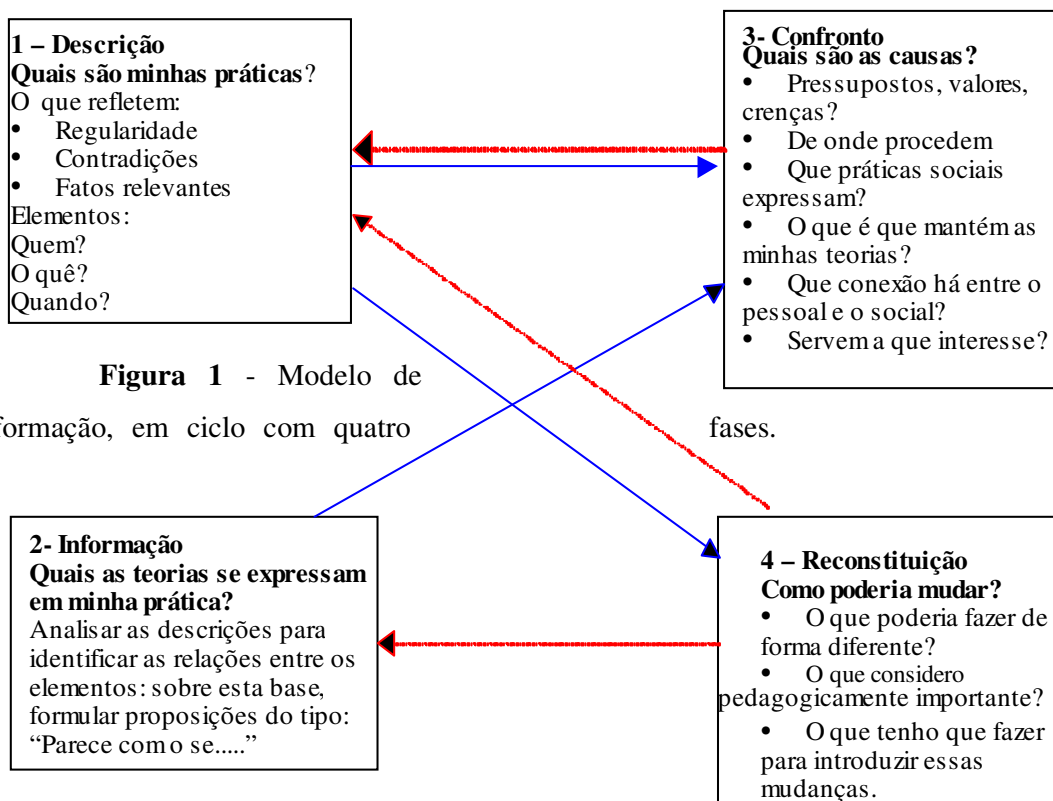 1 – Descrição
Quais são minhas práticas?
O que refletem:
• Regularidade
• Contradições
• Fatos relevantes
Elementos:
Quem?
O quê?
Quando?
3- Confronto
Quais são as causas?
• Pressupostos, valores,
crenças?
• De onde procedem
• Que práticas sociais
expressam?
• O que é que mantém as
minhas teorias?
• Que conexão há entre o
pessoal e o social?
• Servem a que interesse?
Figura 1 - Modelo de
formação, em ciclo com quatro fases.
2- Informação
Quais as teorias se expressam
em minha prática?
Analisar as descrições para
identificar as relações entre os
elementos: sobre esta base,
formular proposições do tipo:
“Parece como se.....”
4 – Reconstituição
Como poderia mudar?
• O que poderia fazer de
forma diferente?
• O que considero
pedagogicamente importante?
• O que tenho que fazer
para introduzir essas
mudanças.